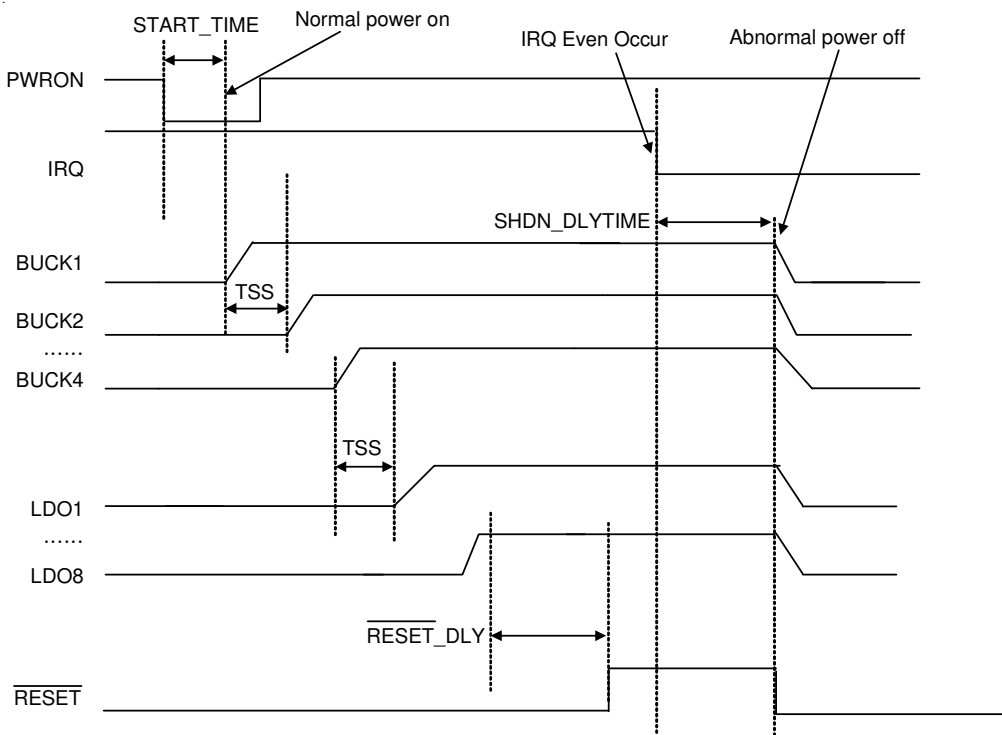 START_TIME
Normal power on
IRQ Even Occur
Abnormal power off
PWRON
IRQ
SHDN_DLYTIME
BUCK1
TSS
BUCK2
......
BUCK4
TSS
LDO1
......
LDO8
RESET_DLY
RESET